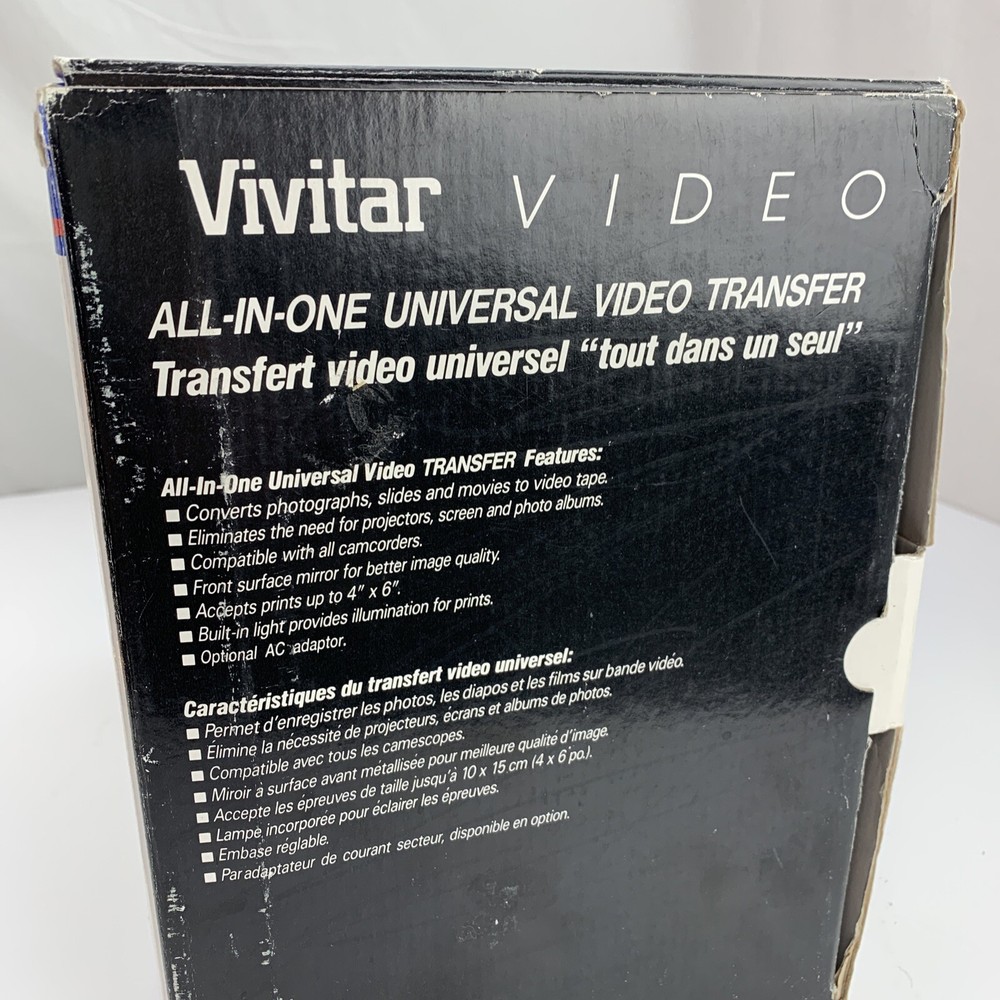 Vivitar VIDEO
ALL-IN-ONE UNIVERSAL VIDEO TRANSFER
Transfert video universel “tout dans un seul”
All-In-One Universal Video TRANSFER Features:
■ Converts photographs, slides and movies to video tape.
■ Eliminates the need for projectors, screen and photo albums.
■ Compatible with all camcorders.
■ Front surface mirror for better image quality.
■ Accepts prints up to 4” x 6”.
■ Built-in light provides illumination for prints.
■ Optional AC adaptor.
Caractéristiques du transfert video universel:
■ Permet d'enregistrer les photos, les diapos et les films sur bande vidéo.
■ Elimine la nécessité de projecteurs, écrans et albums de photos.
■ Compatible avec tous les camescopes.
■ Miroir à surface avant métallisée pour meilleure qualité d'image.
■ Accepte les épreuves de taille jusqu'à 10 x 15 cm (4 x 6 po.).
■ Lampe incorporée pour éclairer les épreuves.
■ Embase réglable.
■ Par adaptateur de courant secteur, disponible en option.